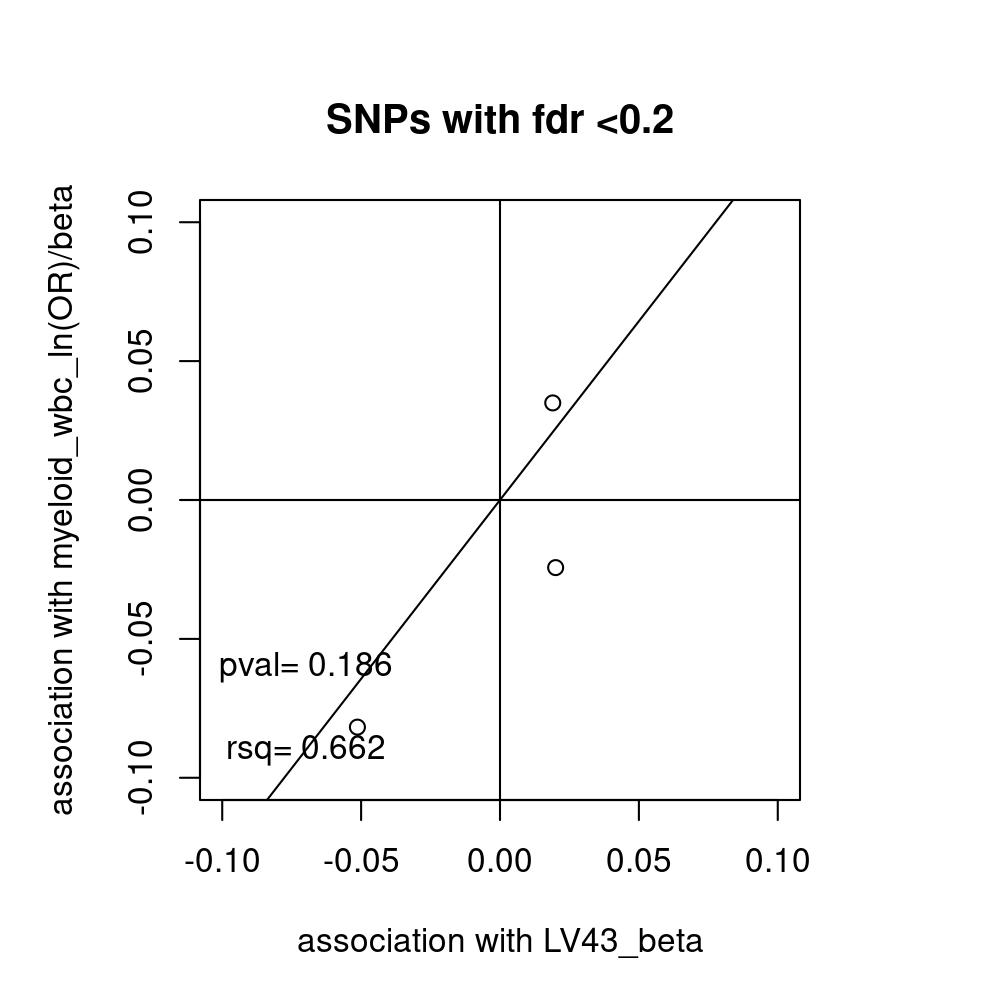 SNPs with fdr <0.2
association with myeloid_wbc_ln(OR)/beta
0.10
0.05
0.00
-0.05
-0.10
pval= 0.186
rsq= 0.662
-0.10 -0.05 0.00 0.05 0.10
association with LV43_beta